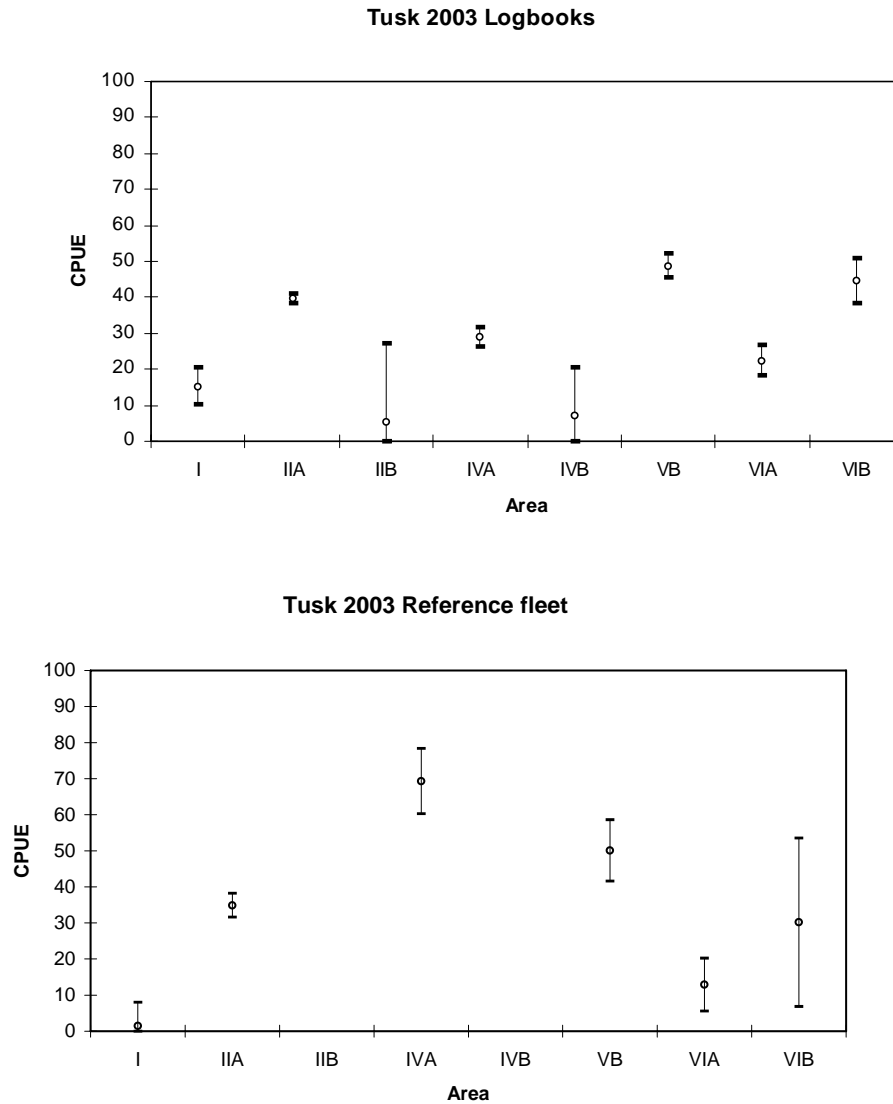 Tusk 2003 Logbooks
100
90
80
70
60
50
40
30
20
10
0
CPUE
I IIA IIB IVA IVB VB VIA VIB
Area
Tusk 2003 Reference fleet
100
90
80
70
60
50
40
30
20
10
0
CPUE
I IIA IIB IVA IVB VB VIA VIB
Area